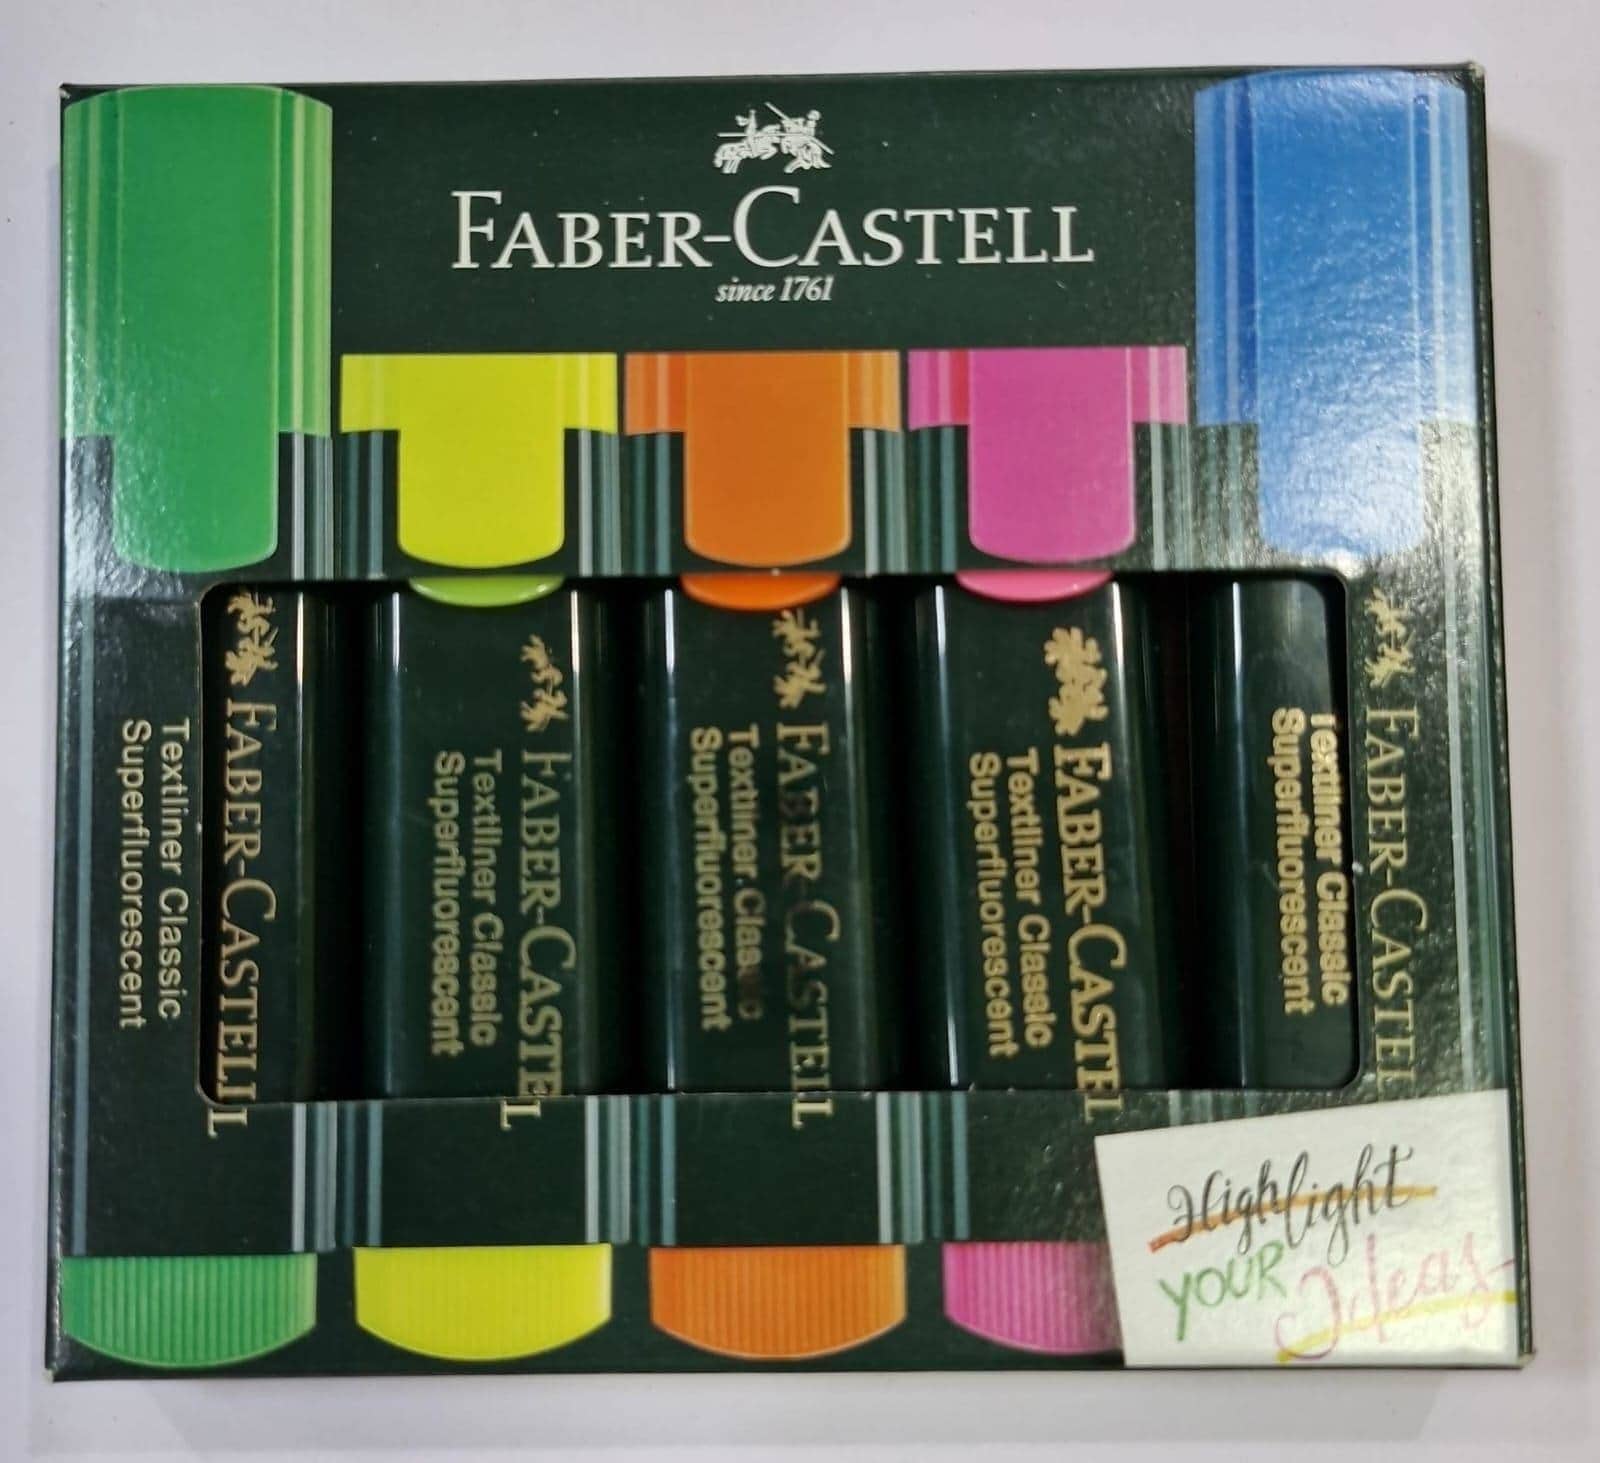 FABER-CASTELL
since 1761
Textliner Classic
Superfluorescent
FABER-CASTELL
FABER-CASTELL
Textliner Classic
Superfluorescent
FABER-CASTELL
Textliner Classic
Superfluorescent
FABER-CASTELL
Textliner Classic
Superfluorescent
FABER-CASTELL
Textliner Classic
Superfluorescent
Highlight
YOUR
Ideas